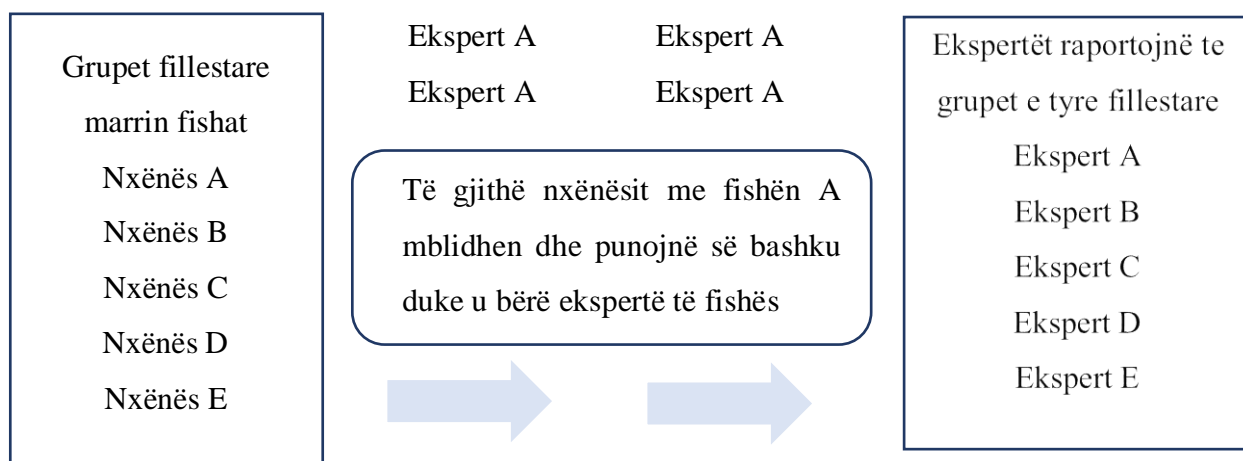 Grupet fillestare
marrin fishat
Nxënës A
Nxënës B
Nxënës C
Nxënës D
Nxënës E
Ekspert A Ekspert A
Ekspert A Ekspert A
Të gjithë nxënësit me fishën A
mblidhen dhe punojnë së bashku
duke u bërë ekspertë të fishës
Ekspertët raportojnë te
grupet e tyre fillestare
Ekspert A
Ekspert B
Ekspert C
Ekspert D
Ekspert E